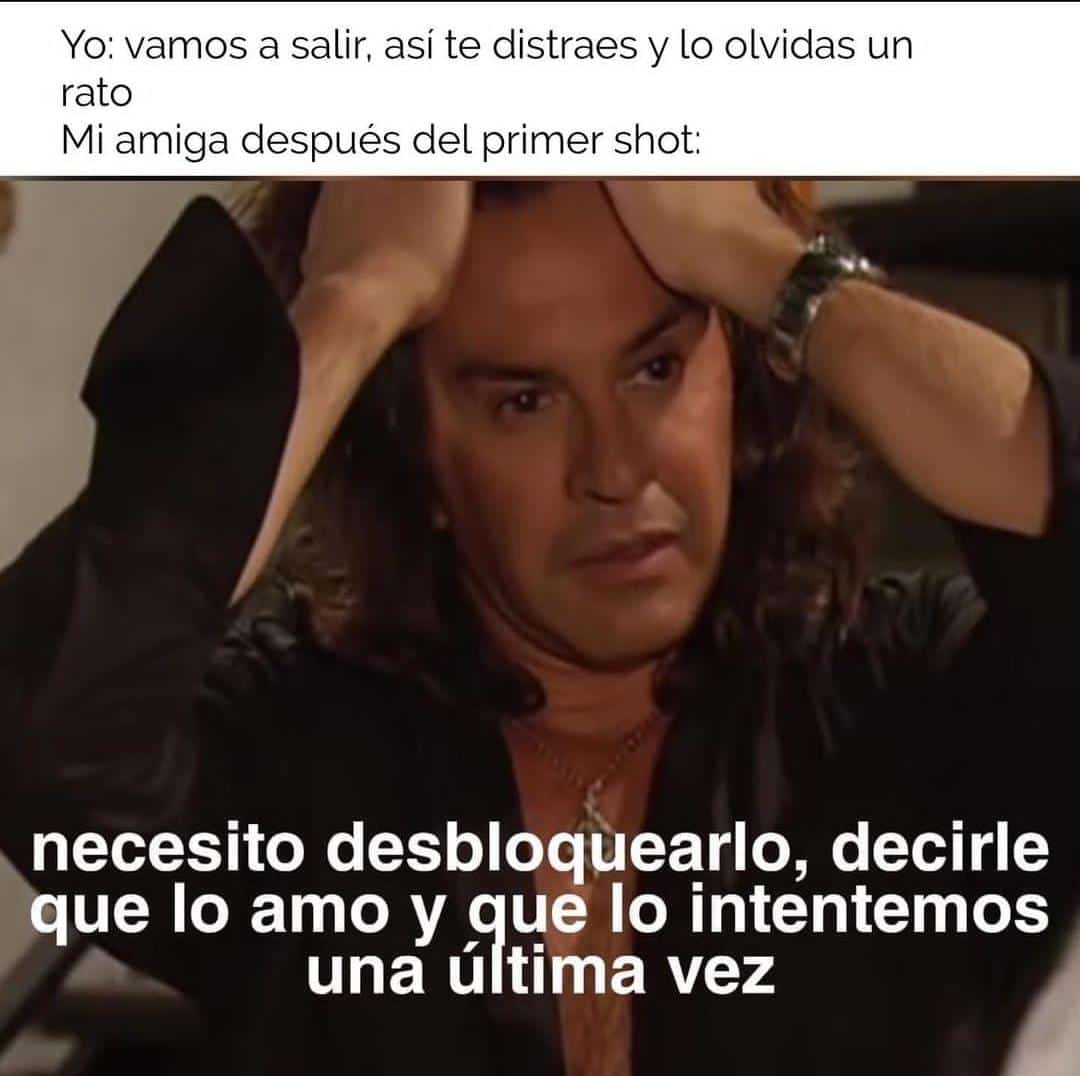 Yo: vamos a salir, así te distraes y lo olvidas un
rato
Mi amiga después del primer shot:
necesito desbloquearlo, decirle
que lo amo y que lo intentemos
una última vez